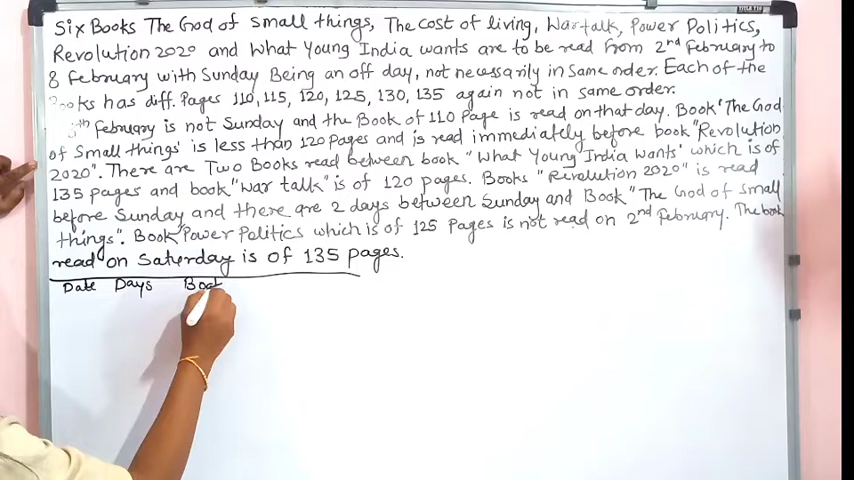 Six Books The God of small things, The cost of living, War talk, Power Politics,
Revolution 2020 and What Young India wants are to be read from 2nd February to
8 February with Sunday Being an off day, not necessarily in Same order. Each of the
Books has diff. Pages 110, 115, 120, 125, 130, 135 again not in same order.
February is not Sunday and the Book of 110 Page is read on that day. Book 'The God
of Small things' is less than 120 Pages and is read immediately before book "Revolution
2020". There are Two Books read between book "What Young India Wants' which is of
135 pages and book "War talk" is of 120 pages. Books "Revolution 2020" is read
before Sunday and there are 2 days between Sunday and Book "The God of Small
things". Book Power Politics which is of 125 Pages is not read on 2nd February. The book
read on Saturday is of 135 pages.
Date Days